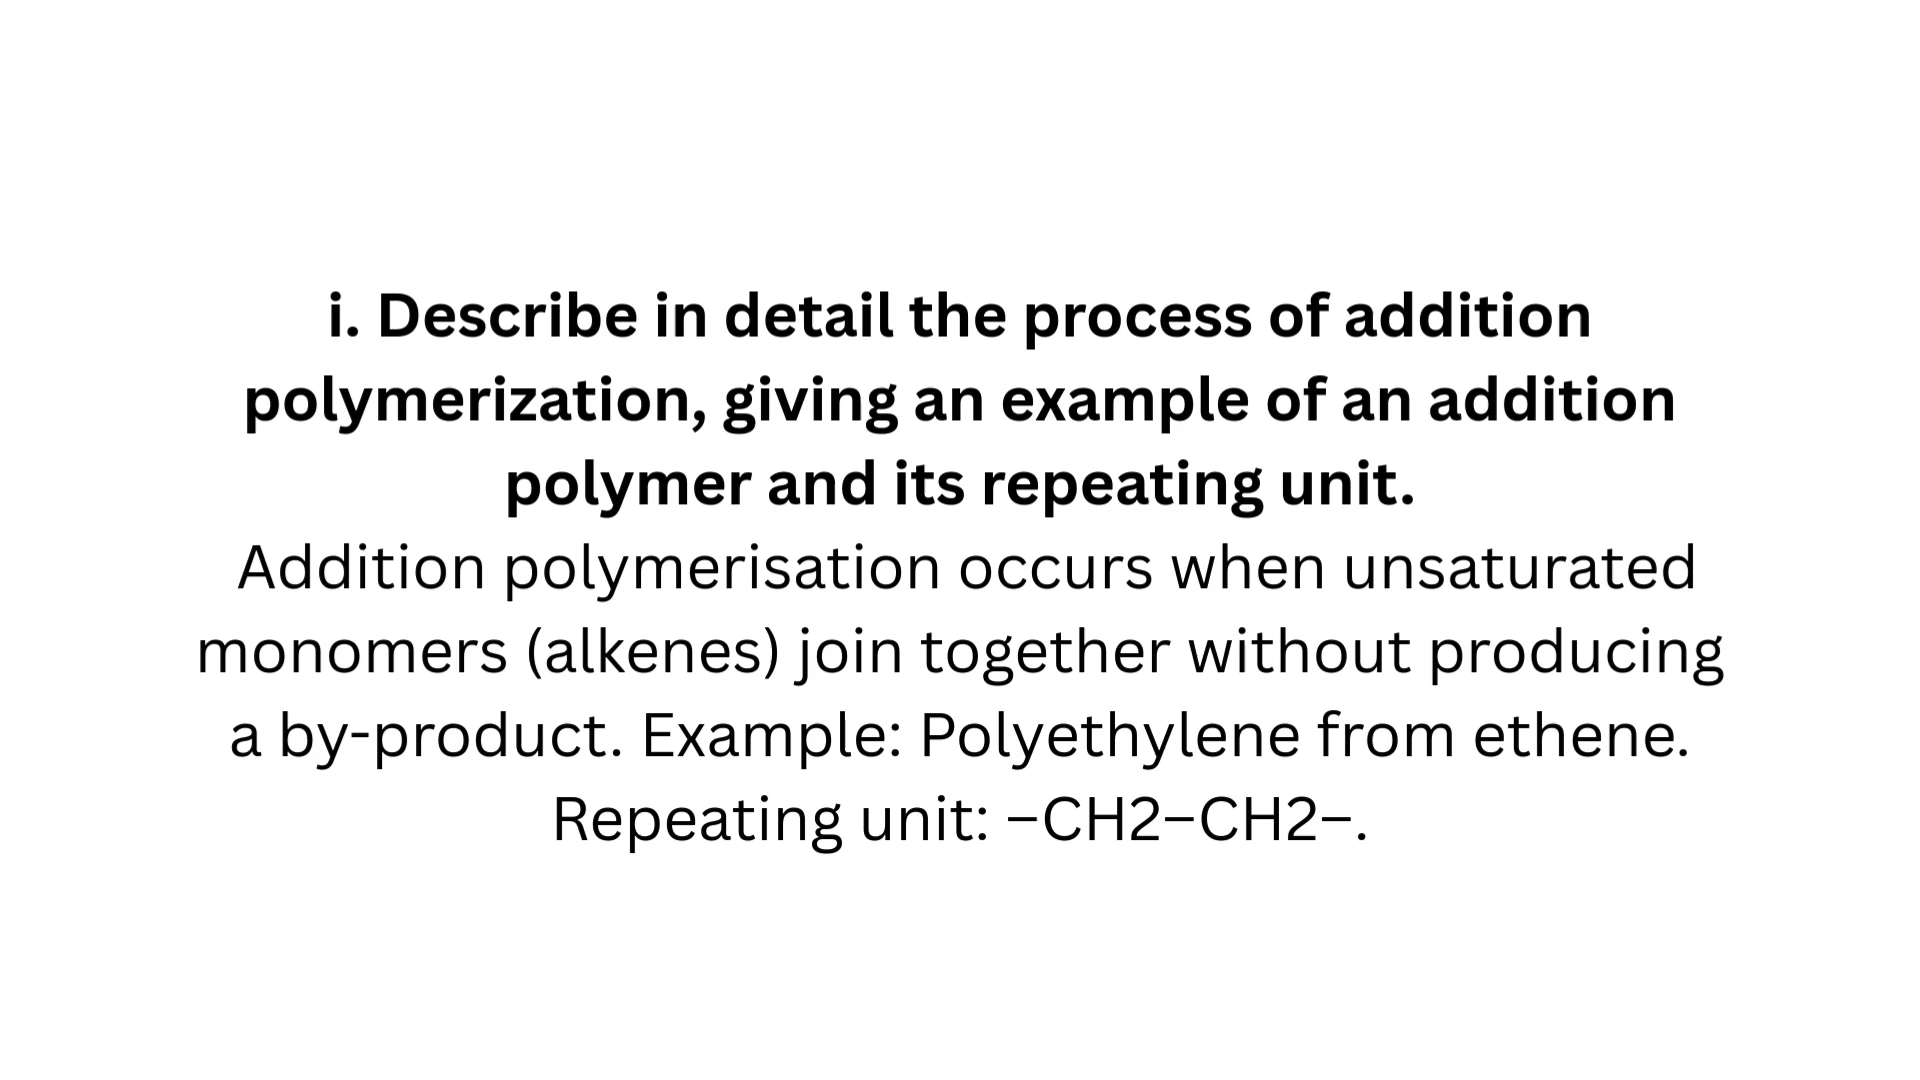 i. Describe in detail the process of addition
polymerization, giving an example of an addition
polymer and its repeating unit.
Addition polymerisation occurs when unsaturated
monomers (alkenes) join together without producing
a by-product. Example: Polyethylene from ethene.
Repeating unit: −CH2−CH2−.